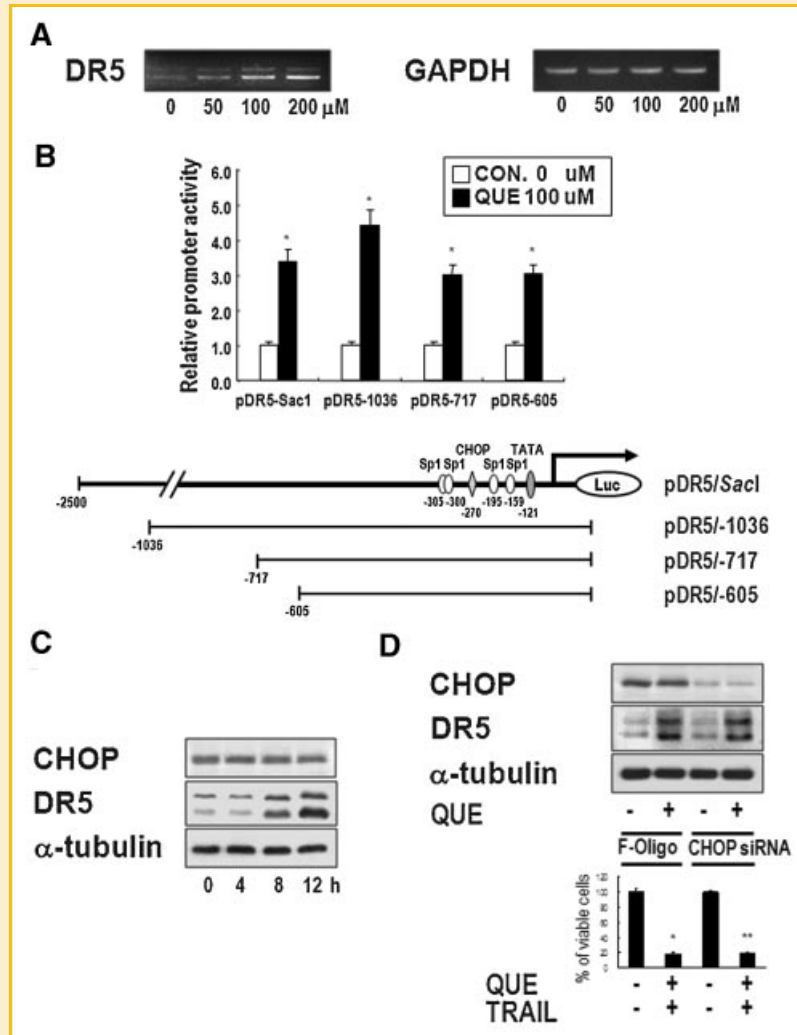 A
DR5
0 50 100 200 μM
GAPDH
0 50 100 200 μM
B
Relative promoter activity
6.0
5.0
4.0
3.0
2.0
1.0
0.0
CON. 0 uM
QUE 100 uM
*
*
*
*
pDR5-Sac1 pDR5-1036 pDR5-717 pDR5-605
CHOP TATA
Sp1 Sp1 Sp1 Sp1
Luc
pDR5/SacI
-2500
-305 -300 -270 -195 -159 -121
-1036
pDR5/-1036
-717
pDR5/-717
-605
pDR5/-605
C
CHOP
DR5
α-tubulin
0 4 8 12 h
D
CHOP
DR5
α-tubulin
QUE - + - +
F-Oligo CHOP siRNA
% of viable cells
* **
QUE - + - +
TRAIL - + - +